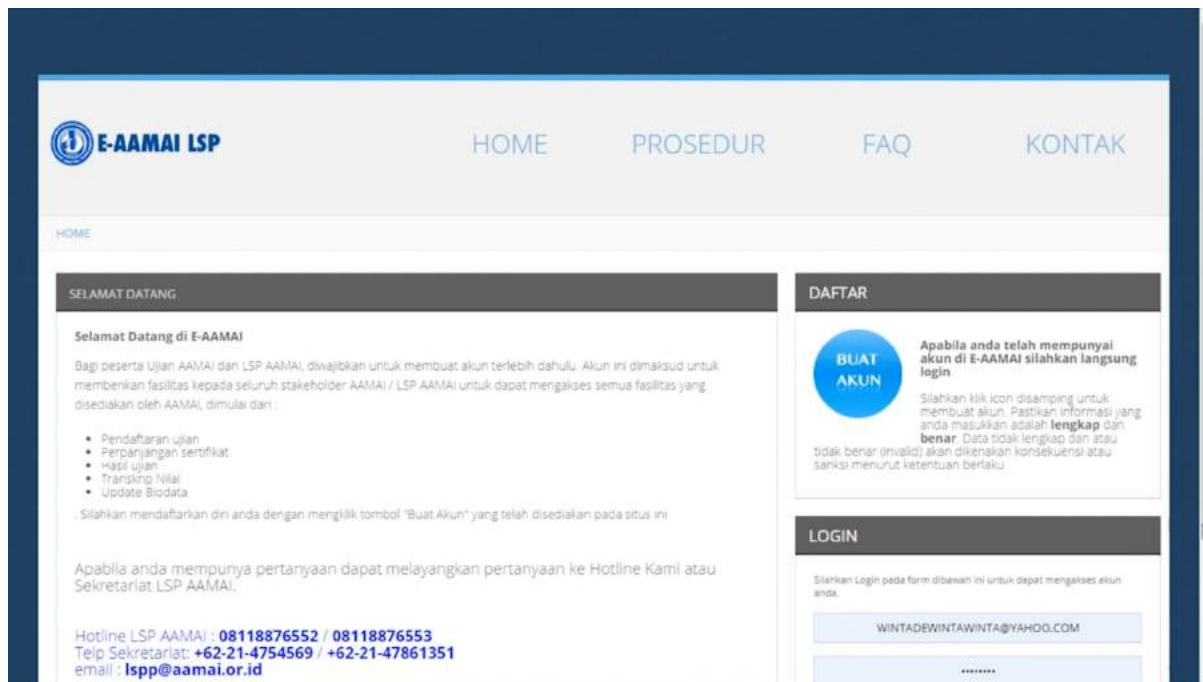 E-AAMAI LSP
HOME
PROSEDUR
FAQ
KONTAK
HOME
SELAMAT DATANG
Selamat Datang di E-AAMAI
Bagi peserta Ujian AAMAI dan LSP AAMAI, diwajibkan untuk membuat akun terlebih dahulu. Akun ini dimaksud untuk
memberikan fasilitas kepada seluruh stakeholder AAMAI / LSP AAMAI untuk dapat mengakses semua fasilitas yang
disediakan oleh AAMAI, dimulai dari :
Pendaftaran ujian
Perpanjangan sertifikat
Hasil ujian
Transkrip Nilai
Update Biodata
. Silahkan mendaftarkan diri anda dengan mengklik tombol "Buat Akun" yang telah disediakan pada situs ini
Apabila anda mempunya pertanyaan dapat melayangkan pertanyaan ke Hotline Kami atau
Sekretariat LSP AAMAI.
Hotline LSP AAMAI : 08118876552 / 08118876553
Telp Sekretariat: +62-21-4754569 / +62-21-47861351
email : lspp@aamai.or.id
DAFTAR
BUAT
AKUN
Apabila anda telah mempunyai
akun di E-AAMAI silahkan langsung
login
Silahkan klik icon disamping untuk
membuat akun. Pastikan informasi yang
anda masukkan adalah lengkap dan
benar. Data tidak lengkap dan atau
tidak benar (invalid) akan dikenakan konsekuensi atau
sanksi menurut ketentuan berlaku
LOGIN
Silahkan Login pada form dibawah ini untuk dapat mengakses akun
anda.
WINTADEWINTAWINTA@YAHOO.COM
••••••••